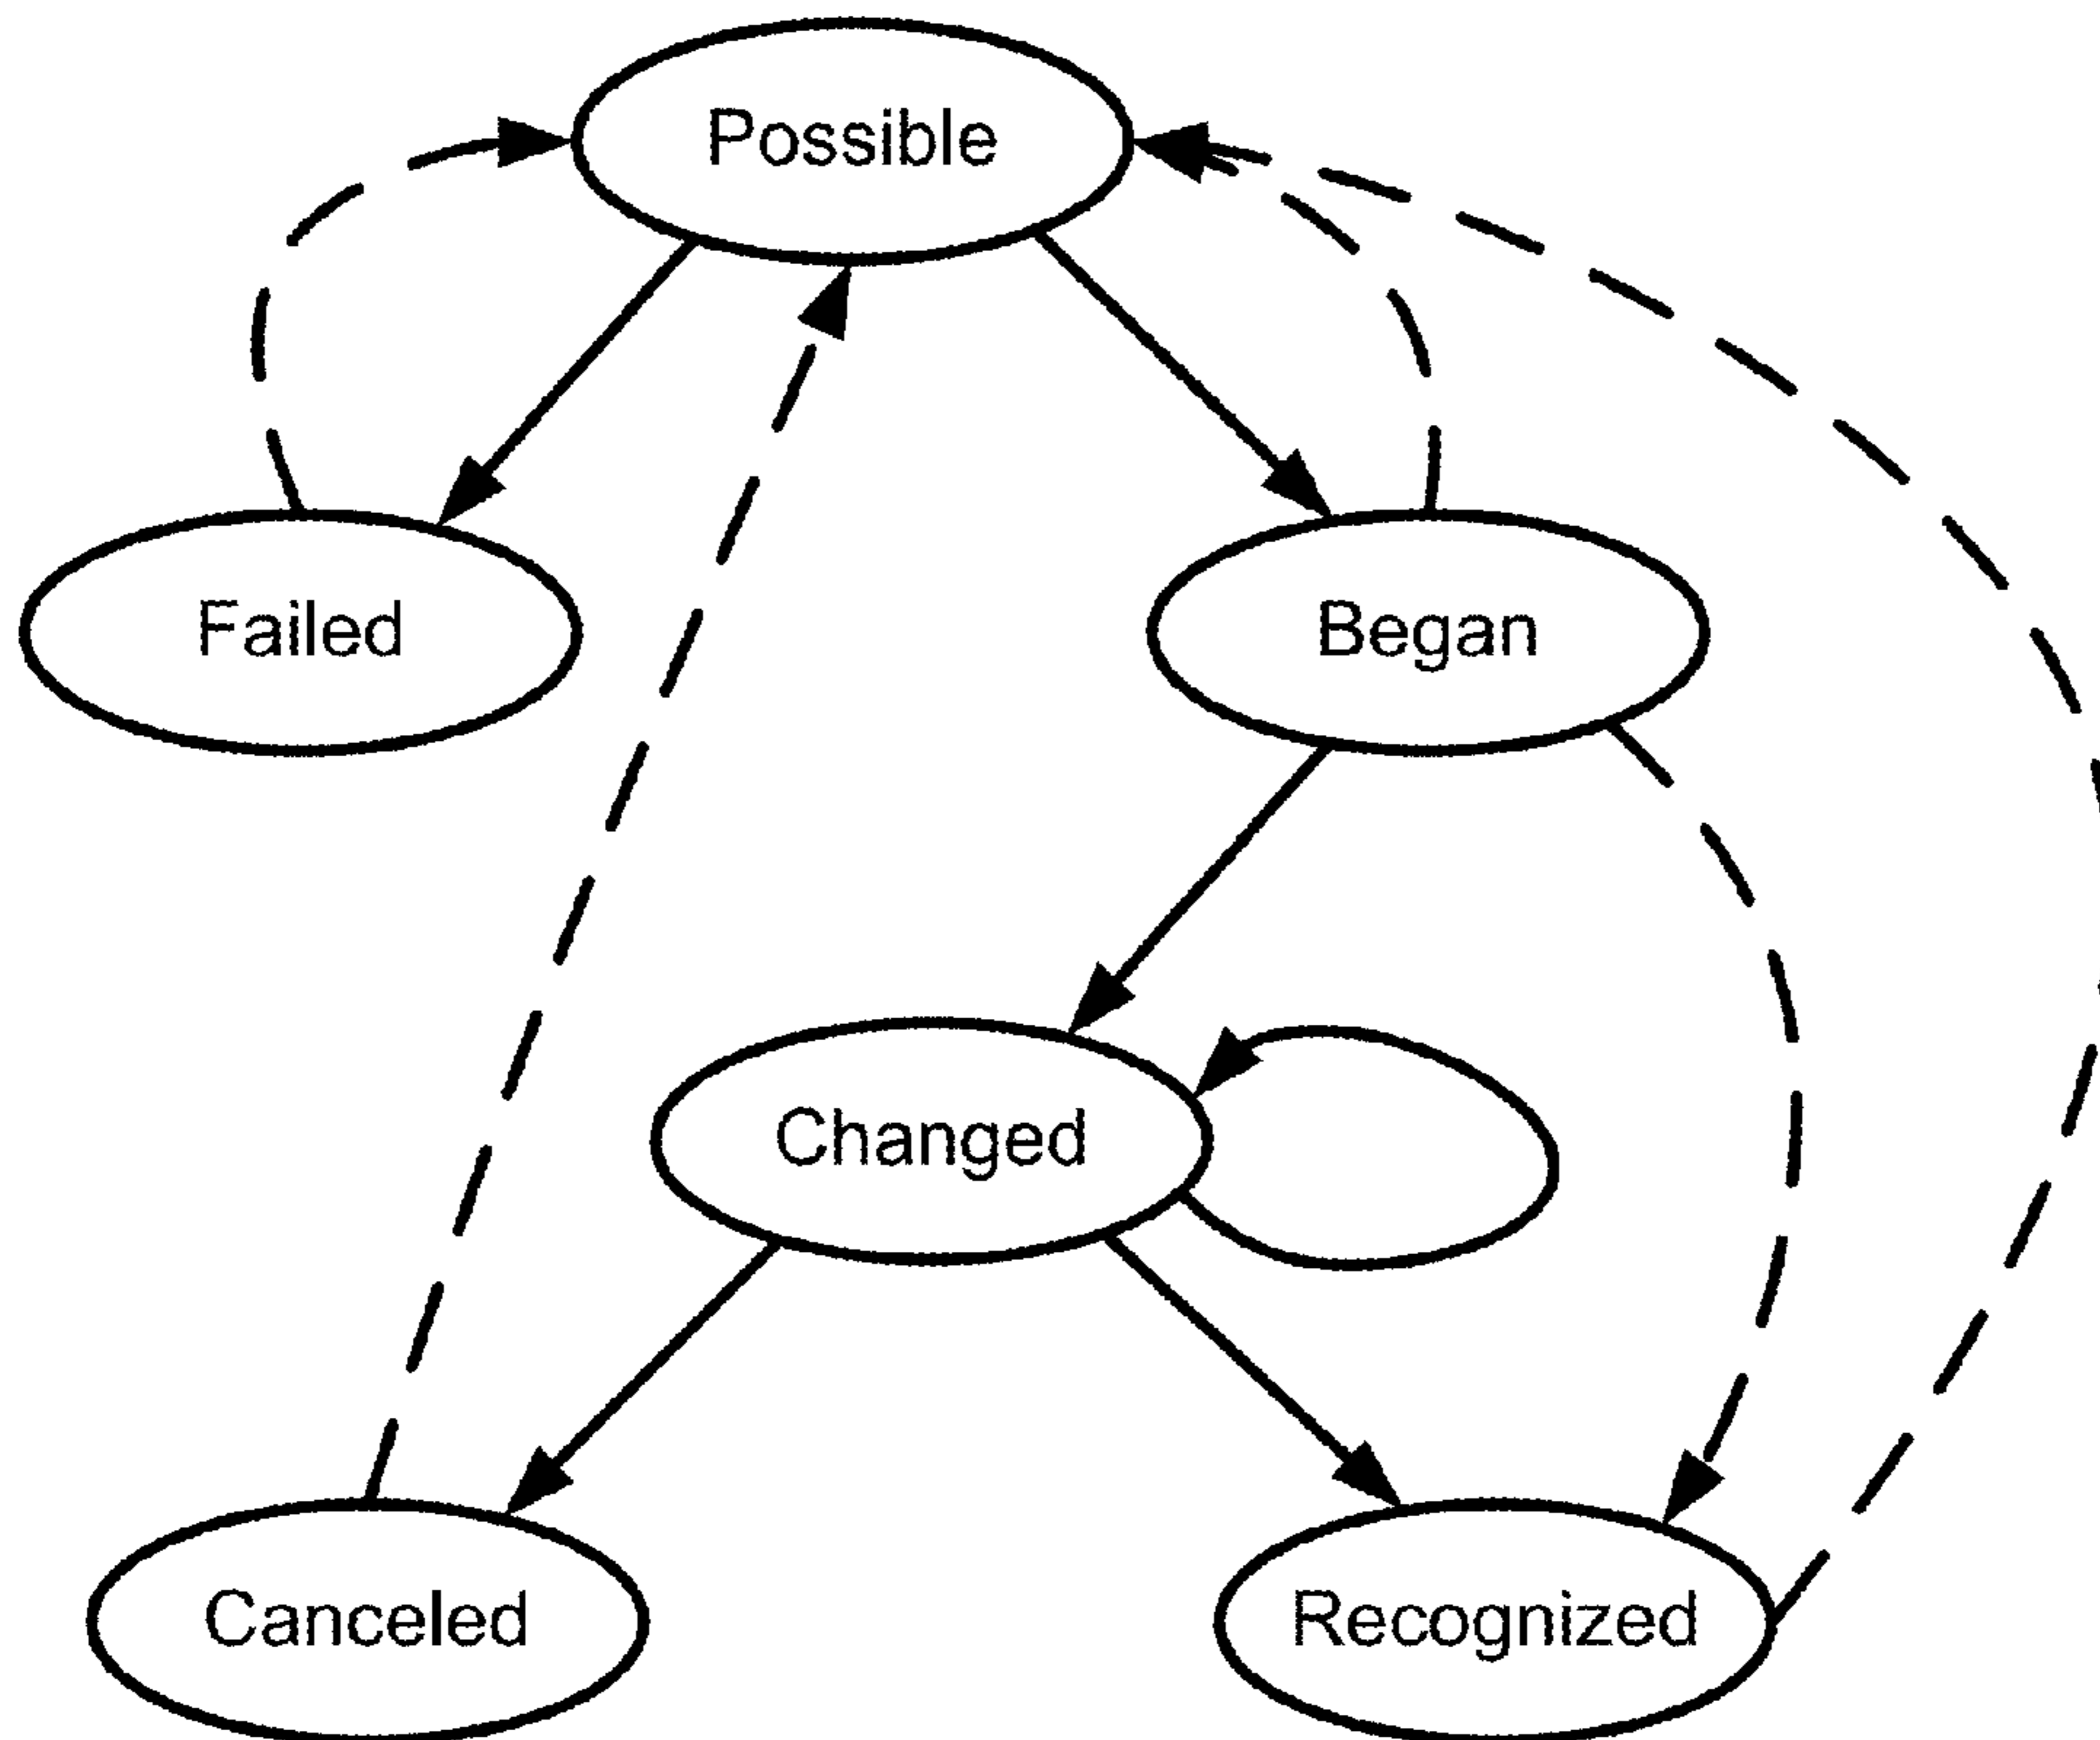 Possible
Failed
Began
Changed
Canceled
Recognized